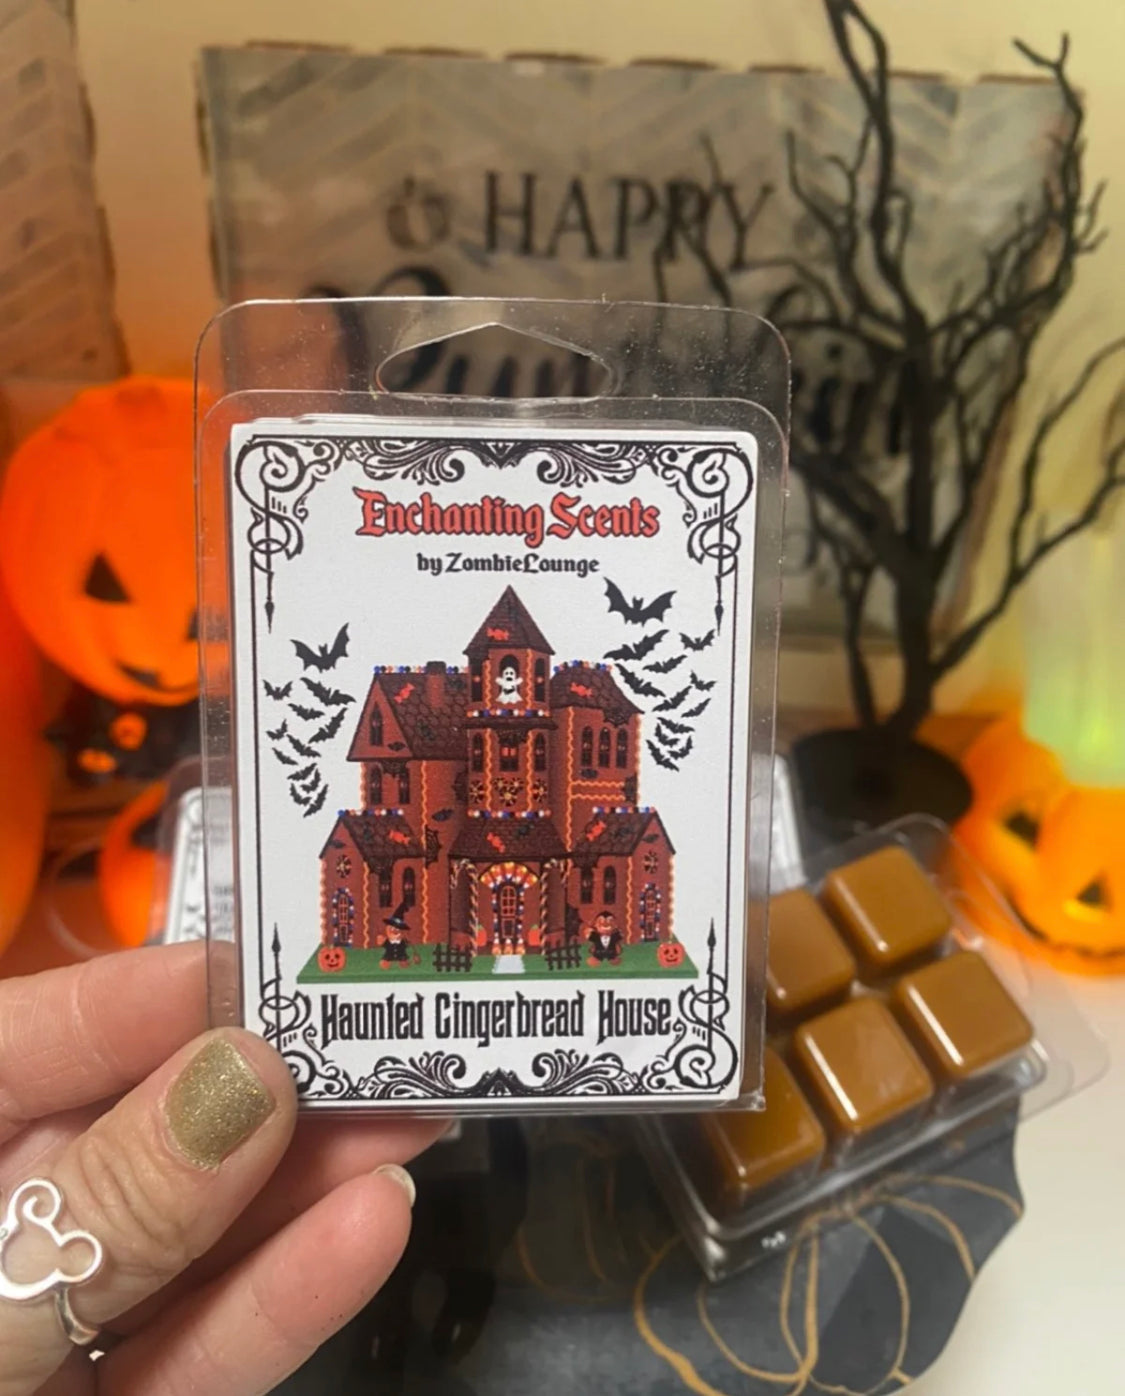 HAPPY
Enchanting Scents
by ZombieLounge
Haunted Gingerbread House